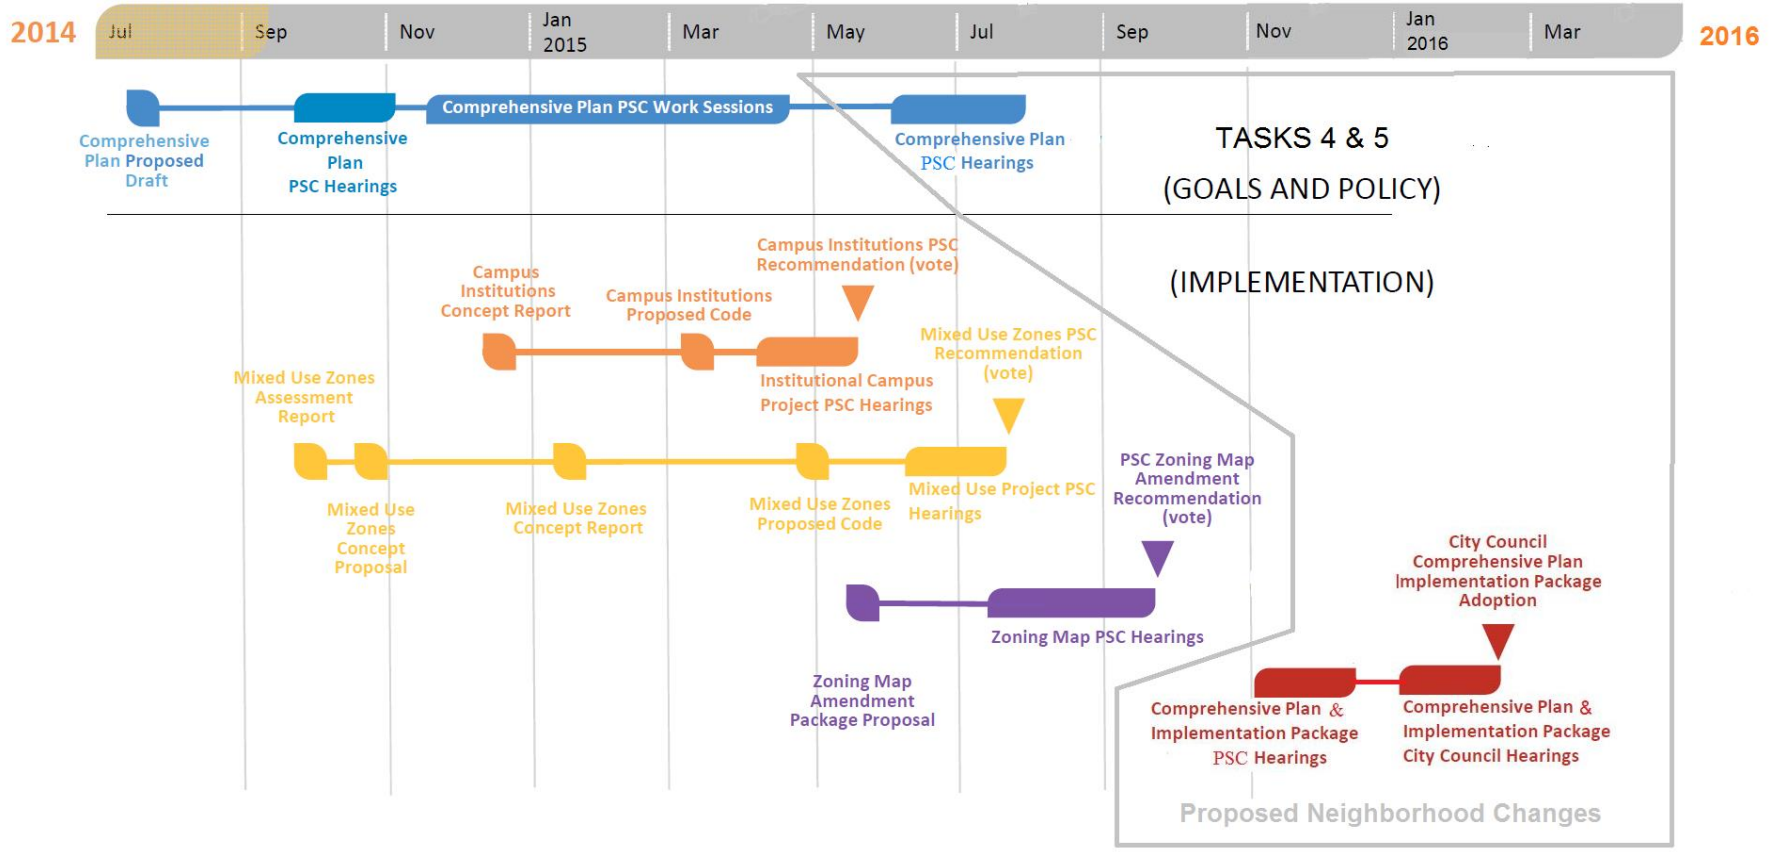 2014
Jul
Sep
Nov
Jan
2015
Mar
May
Jul
Sep
Nov
Jan
2016
Mar
2016
Comprehensive Plan PSC Work Sessions
Comprehensive
Plan Proposed
Draft
Comprehensive
Plan
PSC Hearings
Comprehensive Plan
PSC Hearings
TASKS 4 & 5
(GOALS AND POLICY)
(IMPLEMENTATION)
Campus Institutions PSC
Recommendation (vote)
Campus
Institutions
Concept Report
Campus Institutions
Proposed Code
Institutional Campus
Project PSC Hearings
Mixed Use Zones PSC
Recommendation
(vote)
Mixed Use Zones
Assessment
Report
Mixed Use
Zones
Concept
Proposal
Mixed Use Zones
Concept Report
Mixed Use Zones
Proposed Code
Mixed Use Project PSC
Hearings
PSC Zoning Map
Amendment
Recommendation
(vote)
Zoning Map PSC Hearings
Zoning Map
Amendment
Package Proposal
City Council
Comprehensive Plan
Implementation Package
Adoption
Comprehensive Plan &
Implementation Package
PSC Hearings
Comprehensive Plan &
Implementation Package
City Council Hearings
Proposed Neighborhood Changes